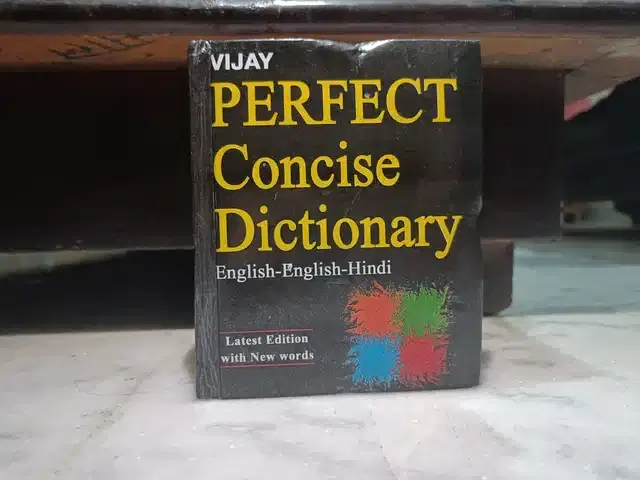 VIJAY
PERFECT
Concise
Dictionary
English-English-Hindi
Latest Edition
with New words